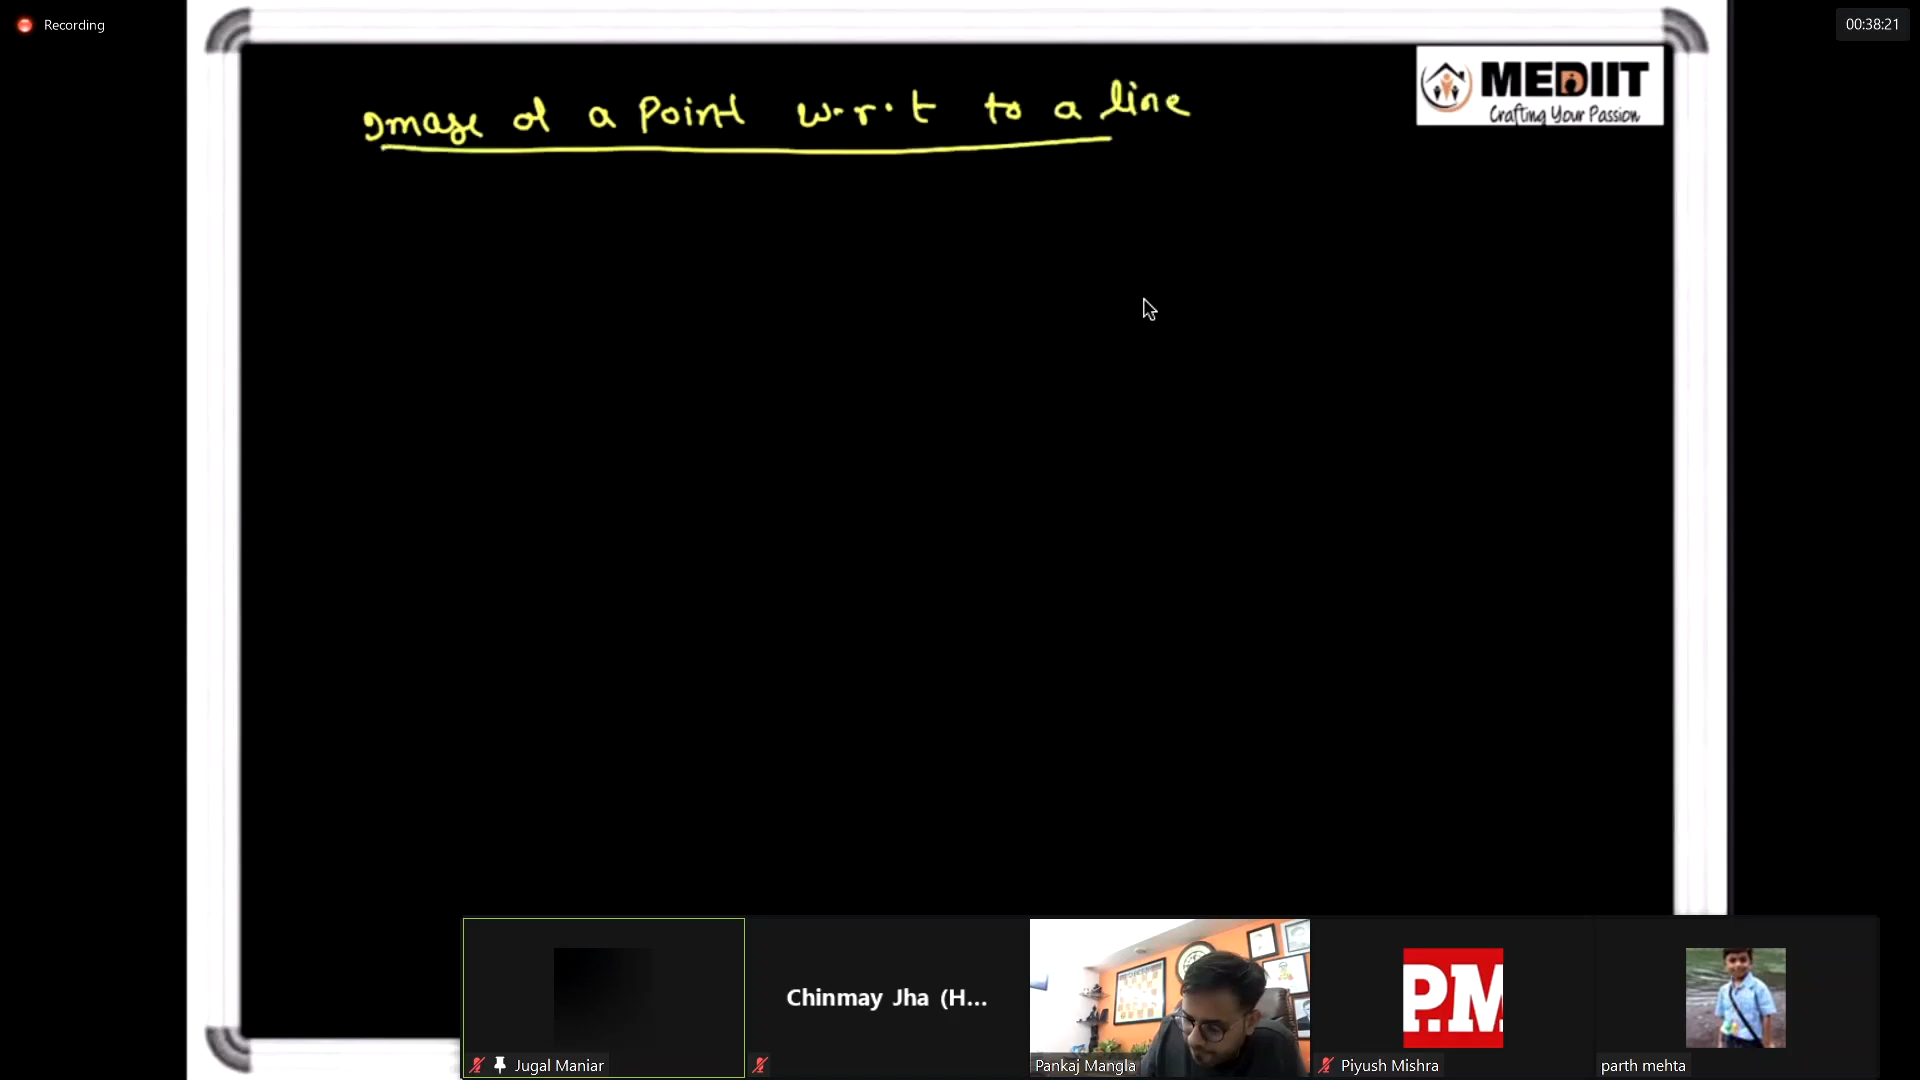 Recording
00:38:21
Image of a Point w.r.t to a line
MEDIIT
Crafting Your Passion
Chinmay Jha (H...
P.M
Jugal Maniar
Pankaj Mangla
Piyush Mishra
parth mehta